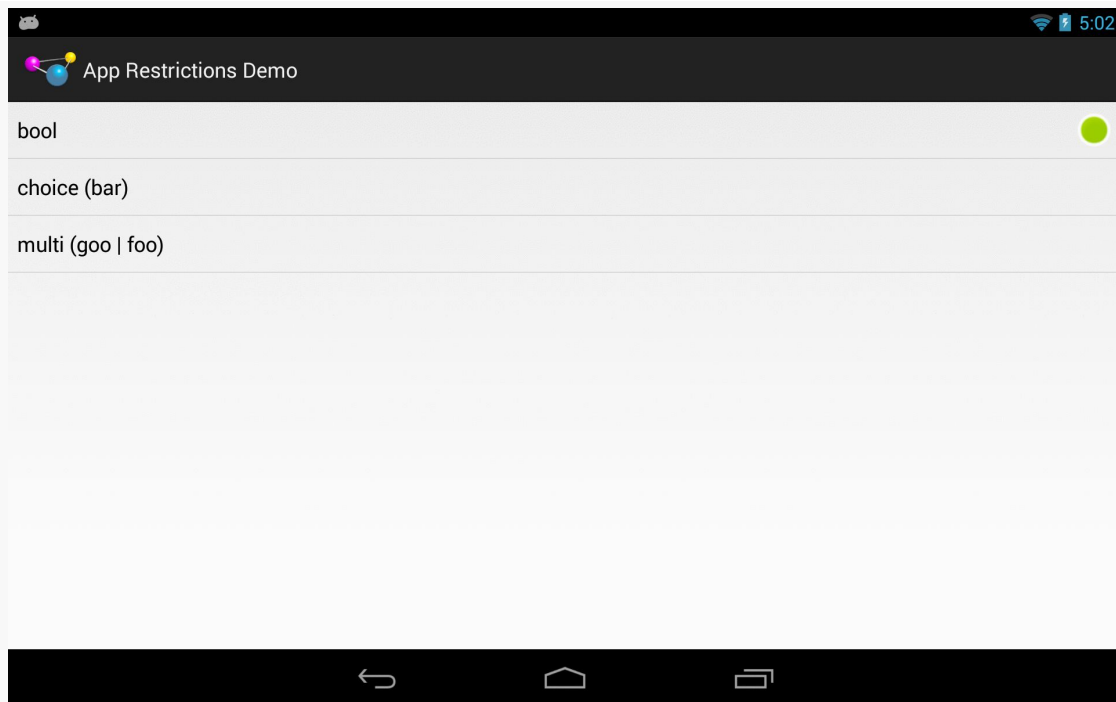 5:02
App Restrictions Demo
bool
choice (bar)
multi (goo | foo)